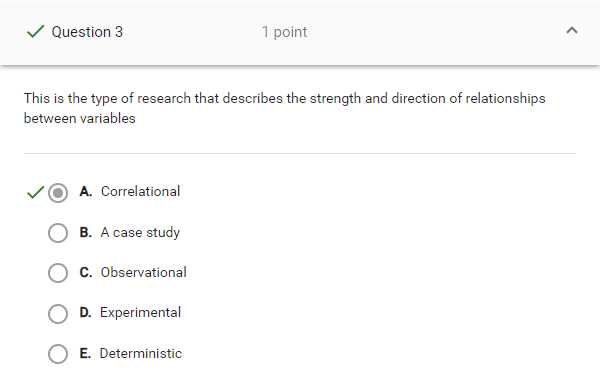 Question 3
1 point
This is the type of research that describes the strength and direction of relationships
between variables
A. Correlational
B. A case study
C. Observational
D. Experimental
E. Deterministic